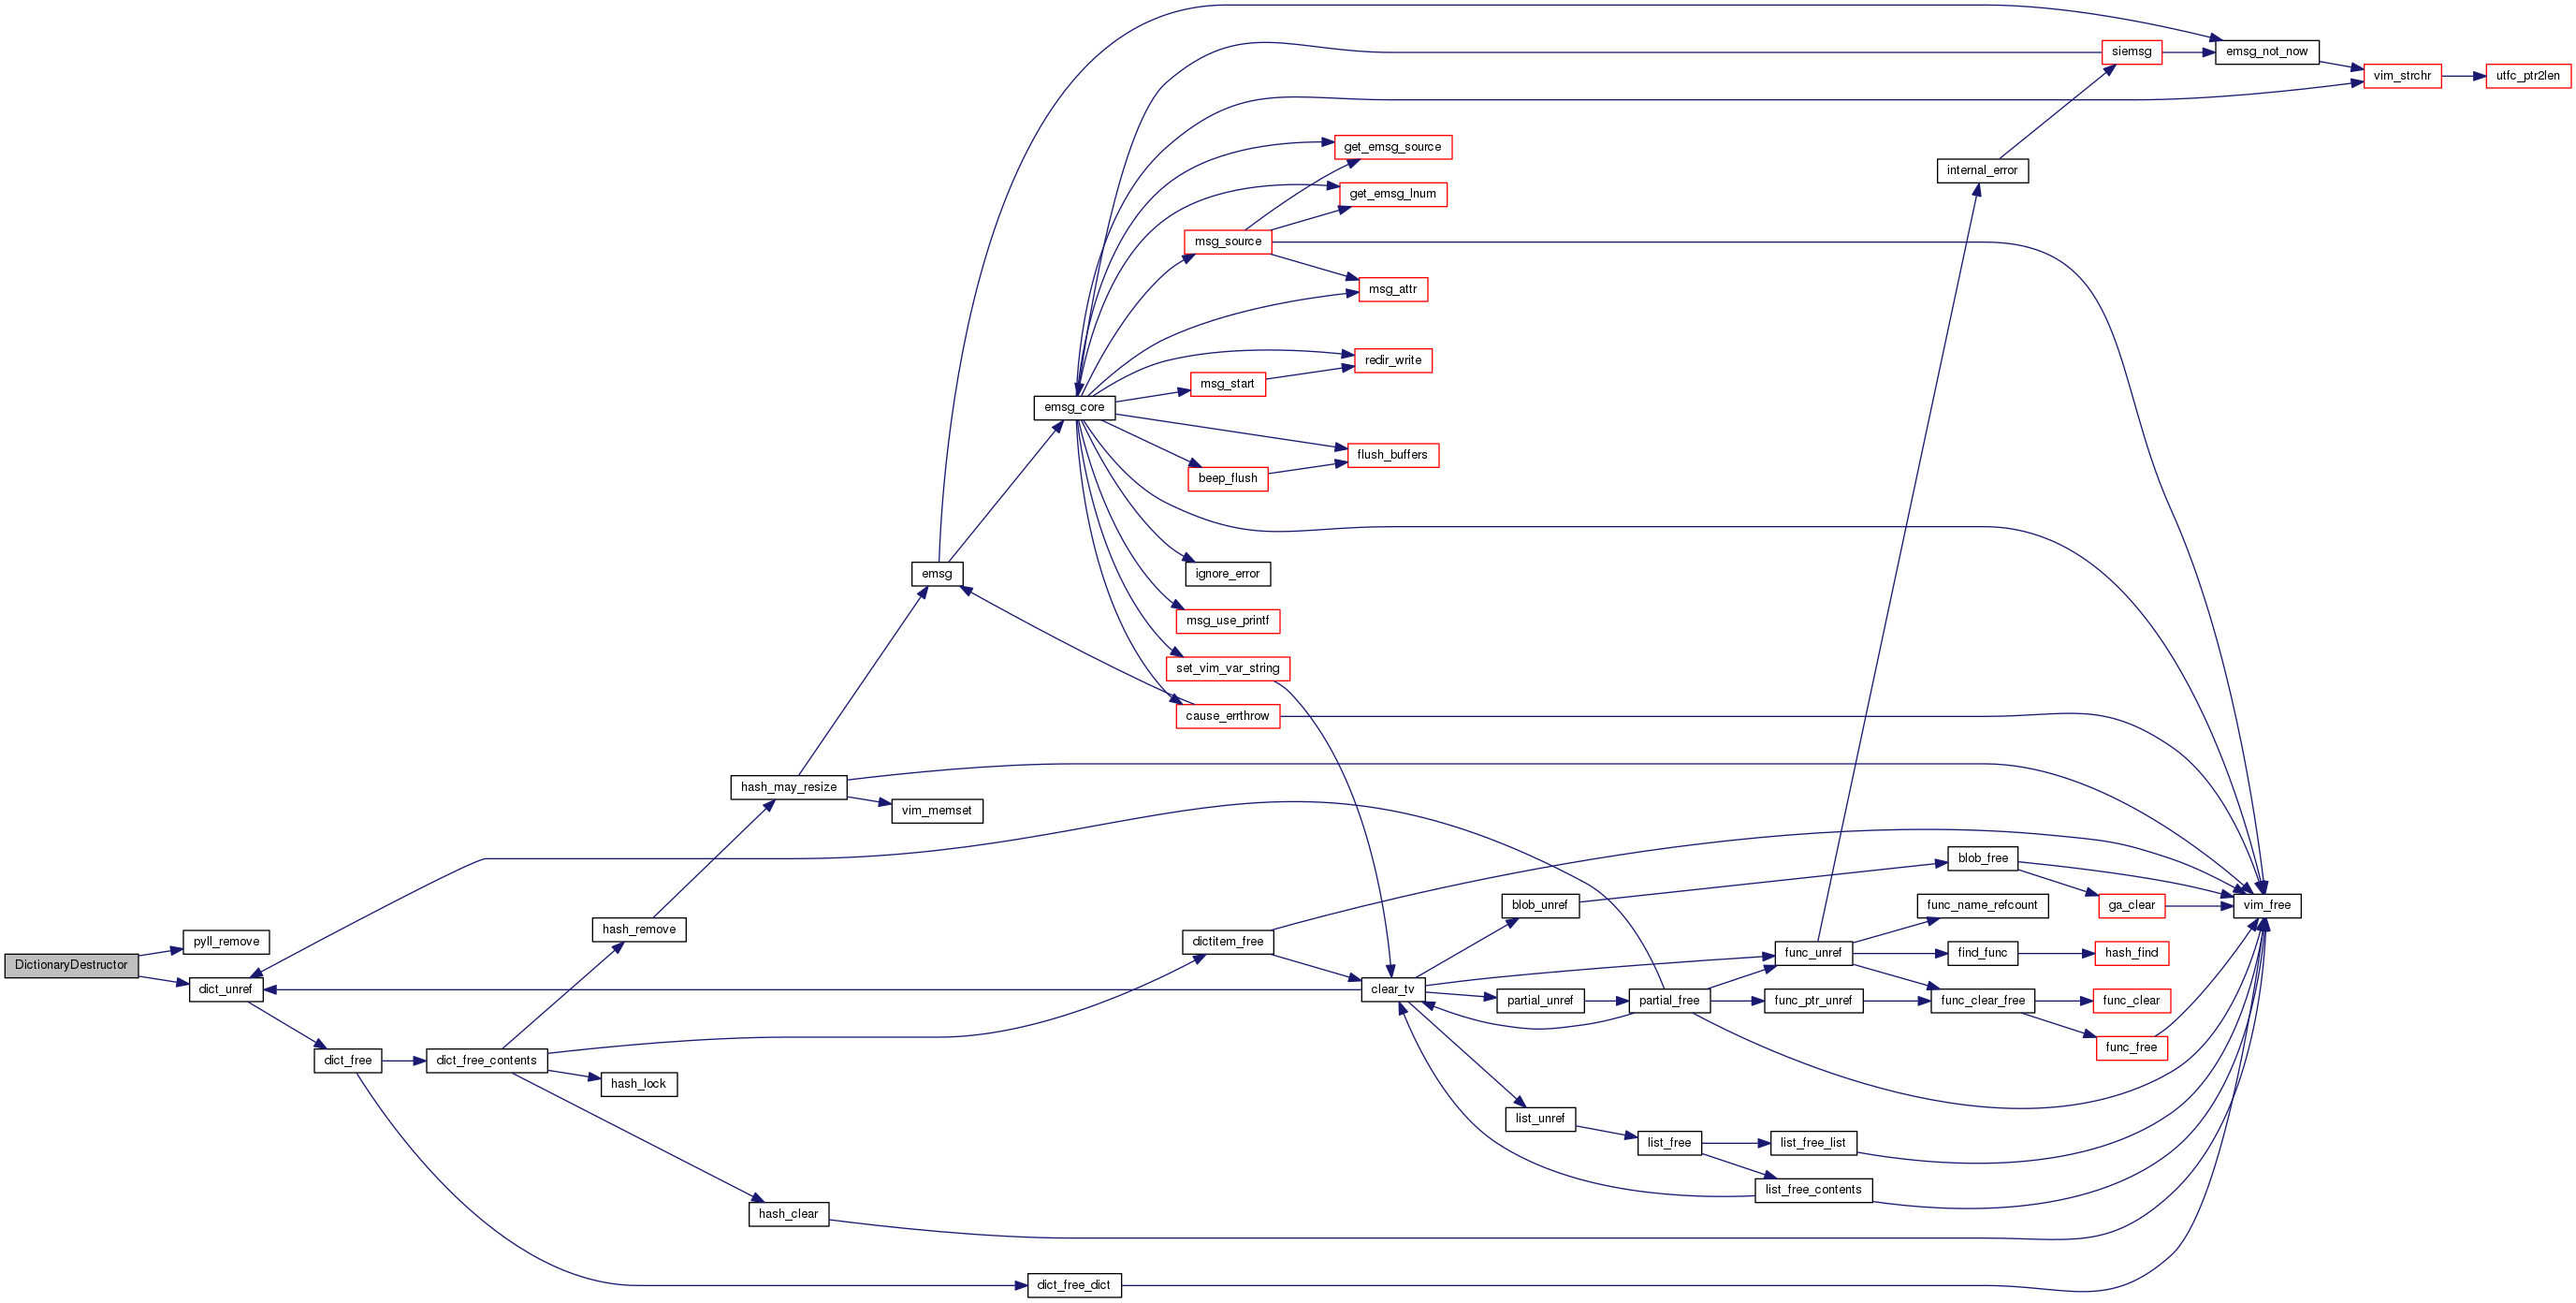 siemsg
emsg_not_now
vim_strchr
utfc_ptr2len
get_emsg_source
internal_error
get_emsg_lnum
msg_source
msg_attr
redir_write
msg_start
emsg_core
flush_buffers
beep_flush
emsg
ignore_error
msg_use_printf
set_vim_var_string
cause_errthrow
hash_may_resize
vim_memset
blob_free
blob_unref
func_name_refcount
ga_clear
vim_free
hash_remove
pyll_remove
dictitem_free
func_unref
find_func
hash_find
DictionaryDestructor
dict_unref
clear_tv
partial_unref
partial_free
func_ptr_unref
func_clear_free
func_clear
func_free
dict_free
dict_free_contents
hash_lock
list_unref
list_free
list_free_list
list_free_contents
hash_clear
dict_free_dict